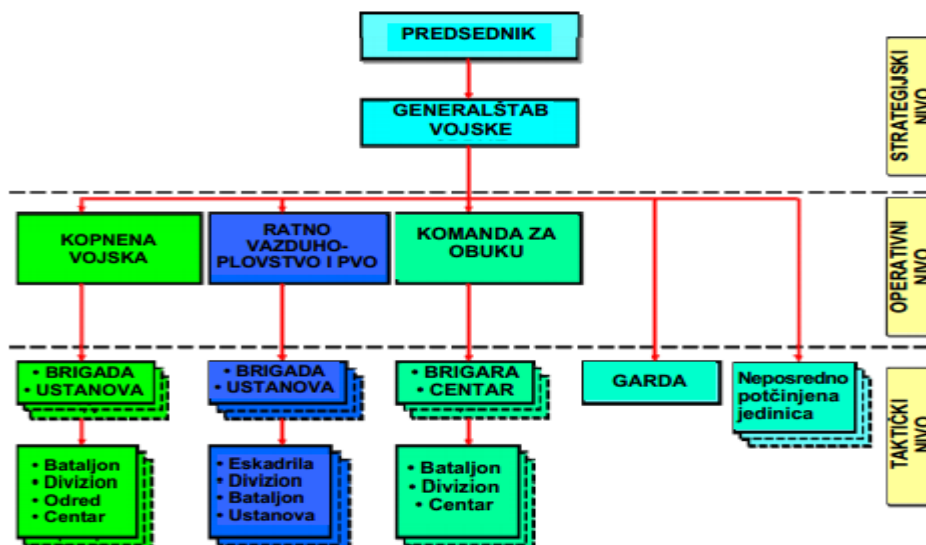 PREDSEDNIK
GENERALŠTAB
VOJSKE
STRATEGIJSKI
NIVO
KOPNENA
VOJSKA
RATNO
VAZDUHO-
PLOVSTVO I PVO
KOMANDA ZA
OBUKU
OPERATIVNI
NIVO
• BRIGADA
• USTANOVA
• BRIGADA
• USTANOVA
• BRIGARA
• CENTAR
GARDA
Neposredno
potčinjena
jedinica
TAKTIČKI
NIVO
• Bataljon
• Divizion
• Odred
• Centar
• Eskadrila
• Divizion
• Bataljon
• Ustanova
• Bataljon
• Divizion
• Centar